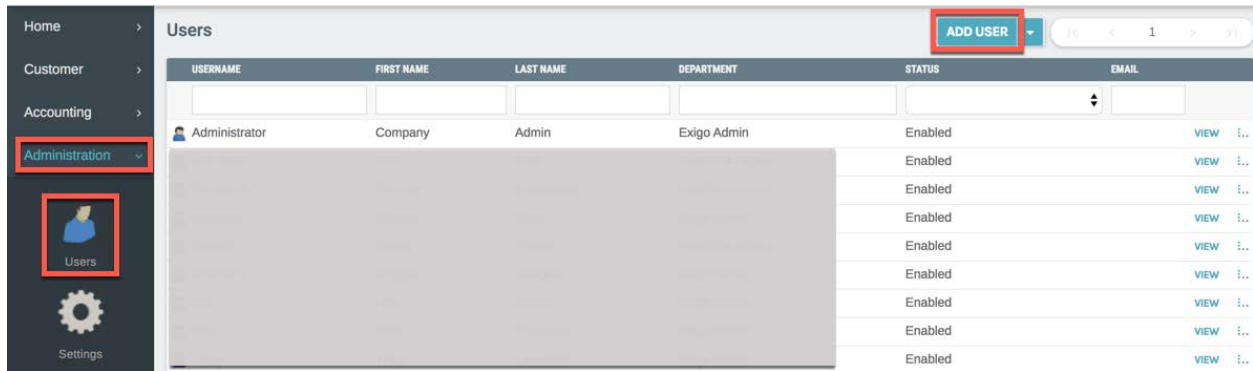 Home
Users
ADD USER
1
Customer
USERNAME FIRST NAME LAST NAME DEPARTMENT STATUS EMAIL
Accounting
Administrator Company Admin Exigo Admin Enabled VIEW
Administration
Enabled VIEW
Enabled VIEW
Enabled VIEW
Users
Enabled VIEW
Enabled VIEW
Enabled VIEW
Enabled VIEW
Settings
Enabled VIEW